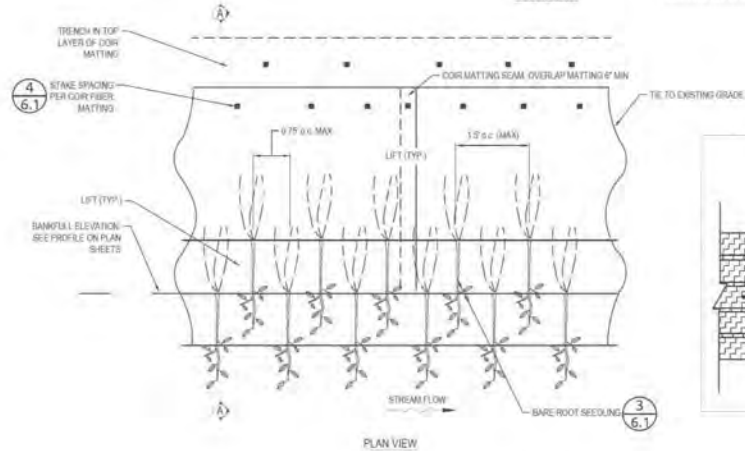 A
TRENCH IN TOP
LAYER OF COIR
MATTING
4
6.1
STAKE SPACING
PER COIR FIBER
MATTING
COIR MATTING SEAM, OVERLAP MATTING 6" MIN
TIE TO EXISTING GRADE
0.75' o.c. MAX
LIFT (TYP.)
1.5' o.c. (MAX)
LIFT (TYP.)
BANKFULL ELEVATION
SEE PROFILE ON PLAN
SHEETS
STREAM FLOW
A
BARE-ROOT SEEDLING
3
6.1
PLAN VIEW